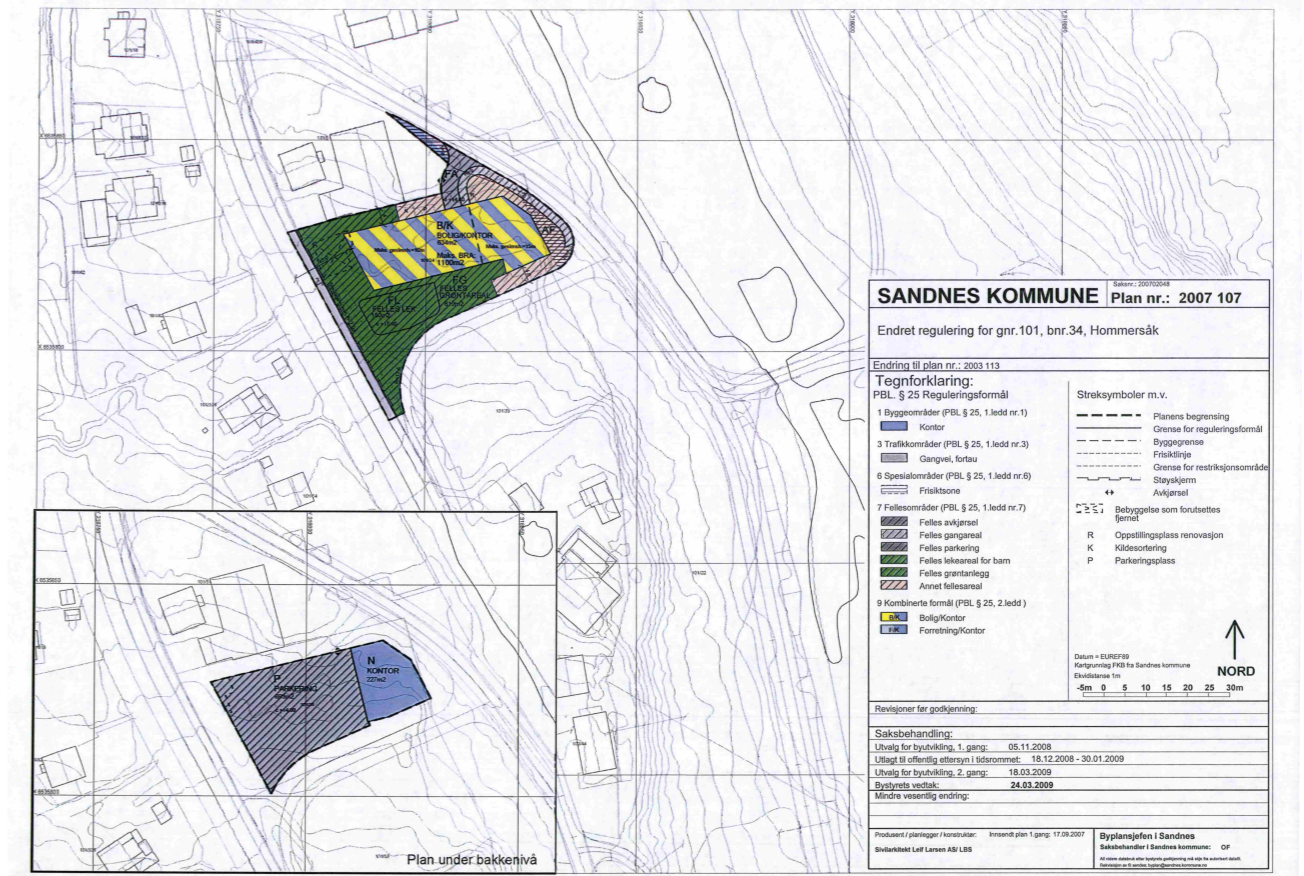 B/K
BOLIG/KONTOR
634m2
Maks. BRA:
1100m2
FELLES
GRØNTAREAL
FL
FELLES LEK
FA
N
KONTOR
227m2
P
PARKERING
Plan under bakkenivå
SANDNES KOMMUNE
Saksnr.: 200702048
Plan nr.: 2007 107
Endret regulering for gnr.101, bnr.34, Hommersåk
Endring til plan nr.: 2003 113
Tegnforklaring:
PBL. § 25 Reguleringsformål
1 Byggeområder (PBL § 25, 1.ledd nr.1)
Kontor
3 Trafikkområder (PBL § 25, 1.ledd nr.3)
Gangvei, fortau
6 Spesialområder (PBL § 25, 1.ledd nr.6)
Frisiktsone
7 Fellesområder (PBL § 25, 1.ledd nr.7)
Felles avkjørsel
Felles gangareal
Felles parkering
Felles lekeareal for barn
Felles grøntanlegg
Annet fellesareal
9 Kombinerte formål (PBL § 25, 2.ledd )
B/K Bolig/Kontor
F/K Forretning/Kontor
Streksymboler m.v.
Planens begrensing
Grense for reguleringsformål
Byggegrense
Frisiktlinje
Grense for restriksjonsområde
Støyskjerm
Avkjørsel
Bebyggelse som forutsettes
fjernet
R Oppstillingsplass renovasjon
K Kildesortering
P Parkeringsplass
Datum = EUREF89
Kartgrunnlag FKB fra Sandnes kommune
Ekvidistanse 1m
NORD
-5m 0 5 10 15 20 25 30m
Revisjoner før godkjenning:
Saksbehandling:
Utvalg for byutvikling, 1. gang: 05.11.2008
Utlagt til offentlig ettersyn i tidsrommet: 18.12.2008 - 30.01.2009
Utvalg for byutvikling, 2. gang: 18.03.2009
Bystyrets vedtak: 24.03.2009
Mindre vesentlig endring:
Produsent / planlegger / konstruktør: Innsendt plan 1.gang: 17.09.2007
Sivilarkitekt Leif Larsen AS/ LBS
Byplansjefen i Sandnes
Saksbehandler i Sandnes kommune: OF